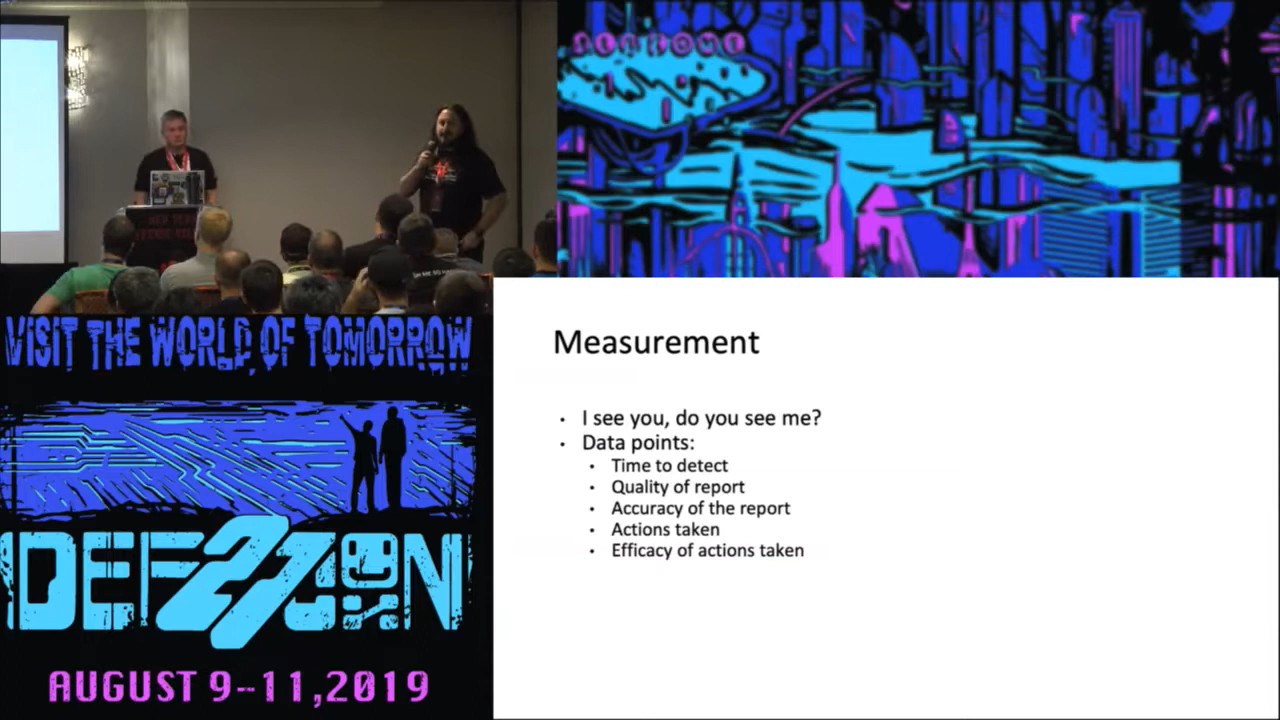 VISIT THE WORLD OF TOMORROW
DEF CON 27
AUGUST 9--11,2019
Measurement
• I see you, do you see me?
• Data points:
• Time to detect
• Quality of report
• Accuracy of the report
• Actions taken
• Efficacy of actions taken